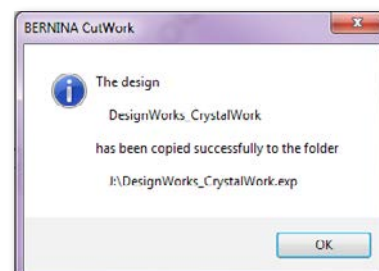 BERNINA CutWork
The design
DesignWorks_CrystalWork
has been copied successfully to the folder
J:\DesignWorks_CrystalWork.exp
OK